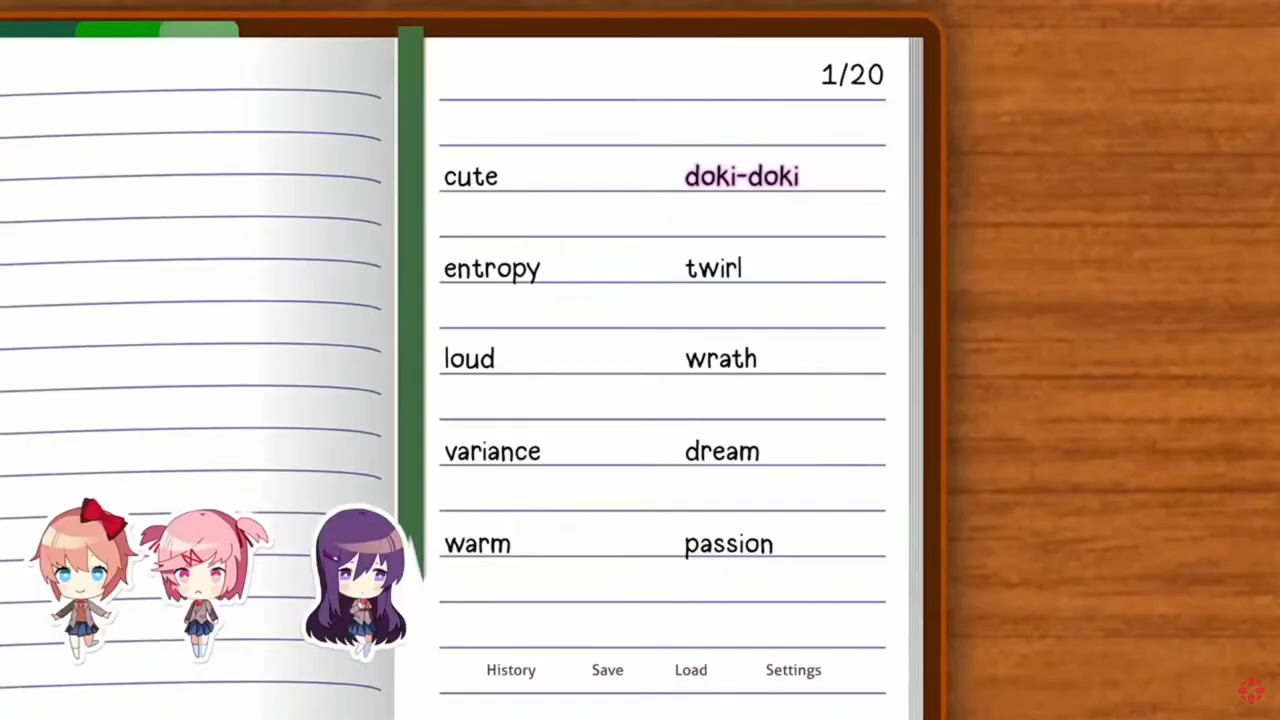 1/20
cute doki-doki
entropy twirl
loud wrath
variance dream
warm passion
History Save Load Settings